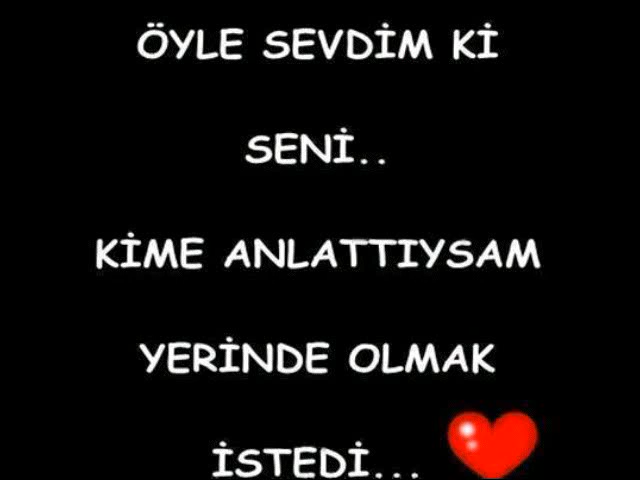 ÖYLE SEVDİM Kİ
SENİ..
KİME ANLATTIYSAM
YERİNDE OLMAK
İSTEDİ...